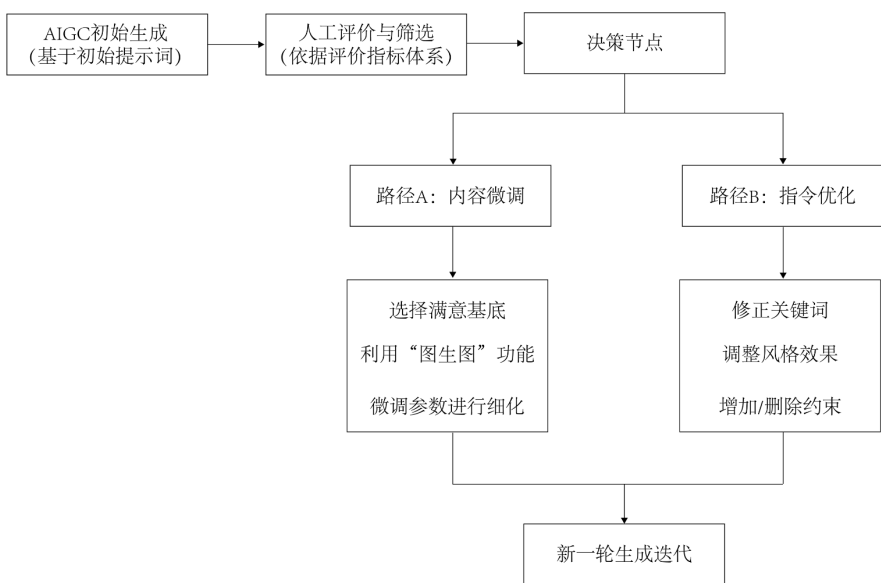 AIGC初始生成
(基于初始提示词)
人工评价与筛选
(依据评价指标体系)
决策节点
路径A：内容微调
路径B：指令优化
选择满意基底
利用“图生图”功能
微调参数进行细化
修正关键词
调整风格效果
增加/删除约束
新一轮生成迭代